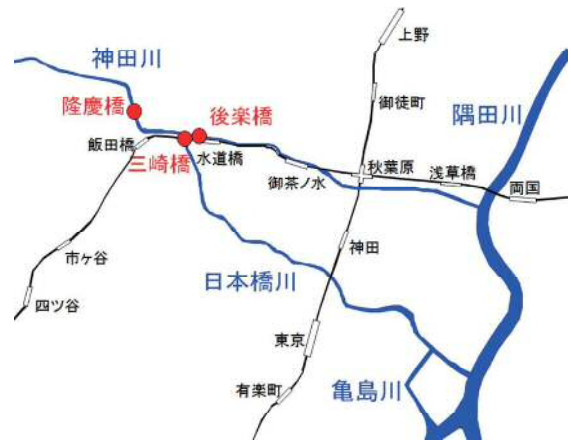 上野
神田川
隆慶橋
御徒町
後楽橋
隅田川
飯田橋
三崎橋
水道橋
御茶ノ水
秋葉原
浅草橋
両国
市ヶ谷
神田
日本橋川
四ツ谷
東京
有楽町
亀島川